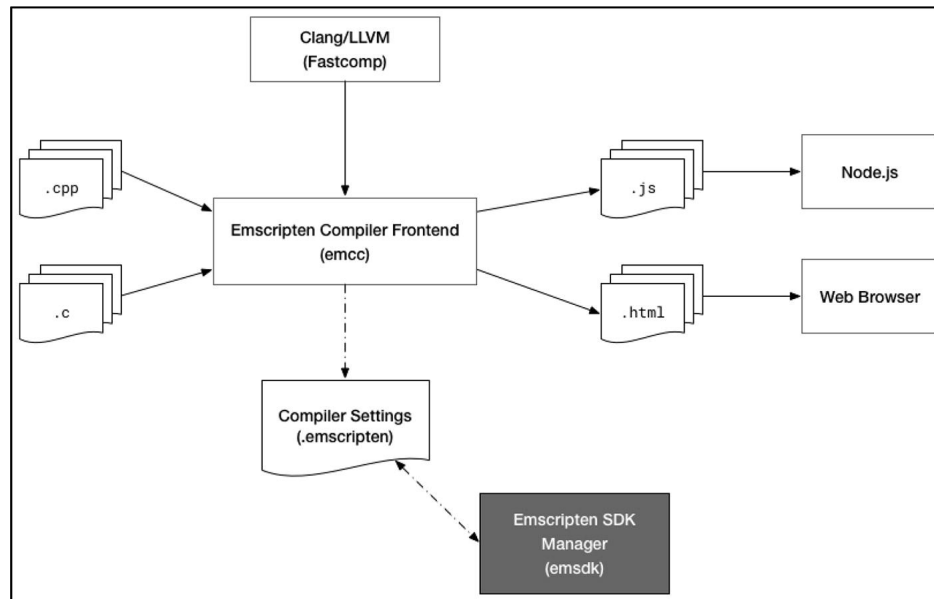 Clang/LLVM
(Fastcomp)
.cpp
.js
Node.js
Emscripten Compiler Frontend
(emcc)
.c
.html
Web Browser
Compiler Settings
(.emscripten)
Emscripten SDK
Manager
(emsdk)